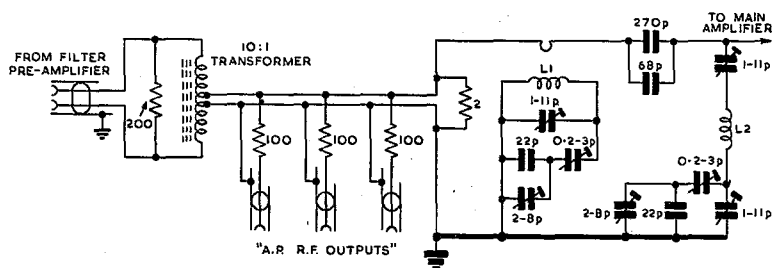 FROM FILTER
PRE-AMPLIFIER
200
10:1
TRANSFORMER
100
100
100
"A.P. R.F. OUTPUTS"
2
L1
1-11p
22p
0·2-3p
2-8p
270p
68p
TO MAIN
AMPLIFIER
1-11p
L2
0·2-3p
2-8p
22p
1-11p